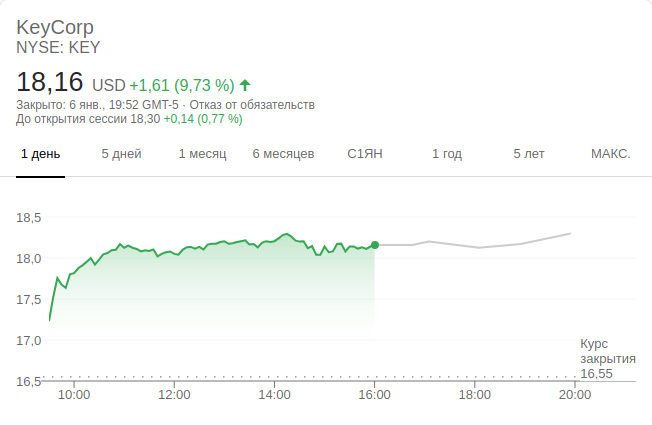 KeyCorp
NYSE: KEY
18,16 USD +1,61 (9,73 %)
Закрыто: 6 янв., 19:52 GMT-5 · Отказ от обязательств
До открытия сессии 18,30 +0,14 (0,77 %)
1 день 5 дней 1 месяц 6 месяцев С1ЯН 1 год 5 лет МАКС.
18,5
18,0
17,5
17,0
Курс
закрытия
16,55
16,5
10:00 12:00 14:00 16:00 18:00 20:00